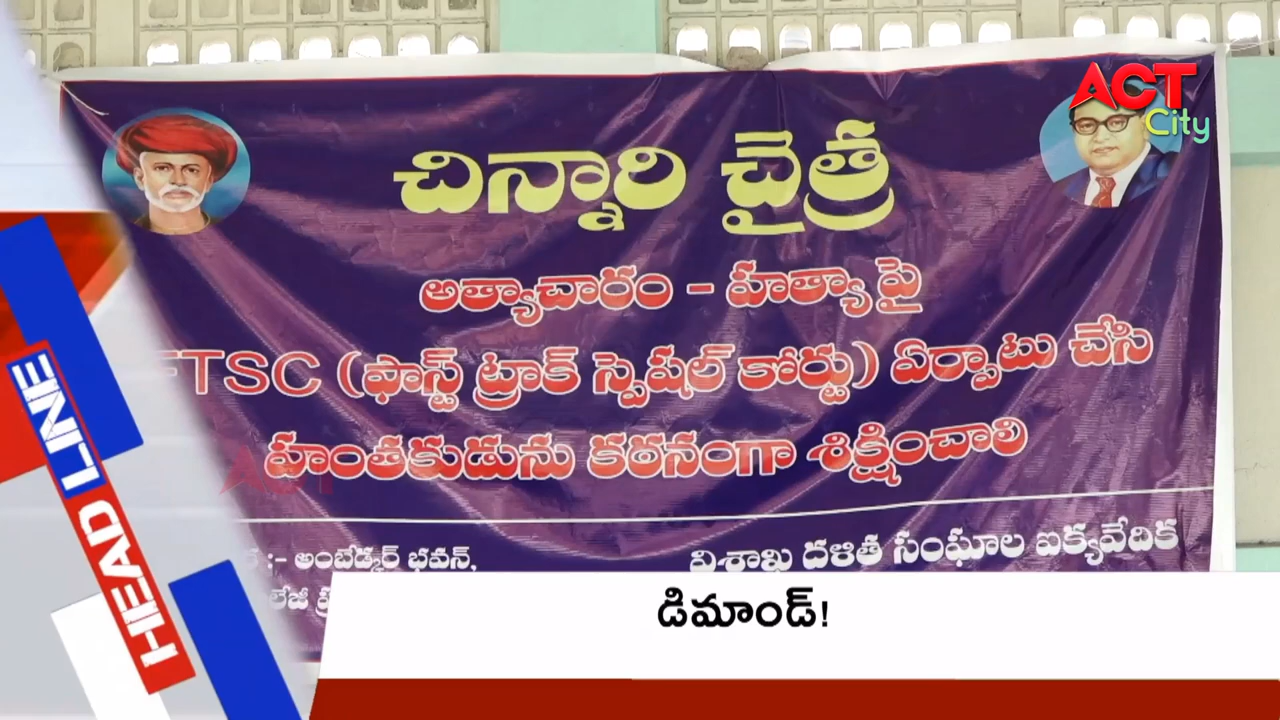 ACT
City
చిన్నారి చైత్ర
అత్యాచారం - హత్యా పై
FTSC (ఫాస్ట్ ట్రాక్ స్పెషల్ కోర్టు) ఏర్పాటు చేసి
హంతకుడును కఠినంగా శిక్షించాలి
:- అంబేడ్కర్ భవన్,
విశాఖ దళిత సంఘాల ఐక్యవేదిక
HEAD LINE
డిమాండ్!